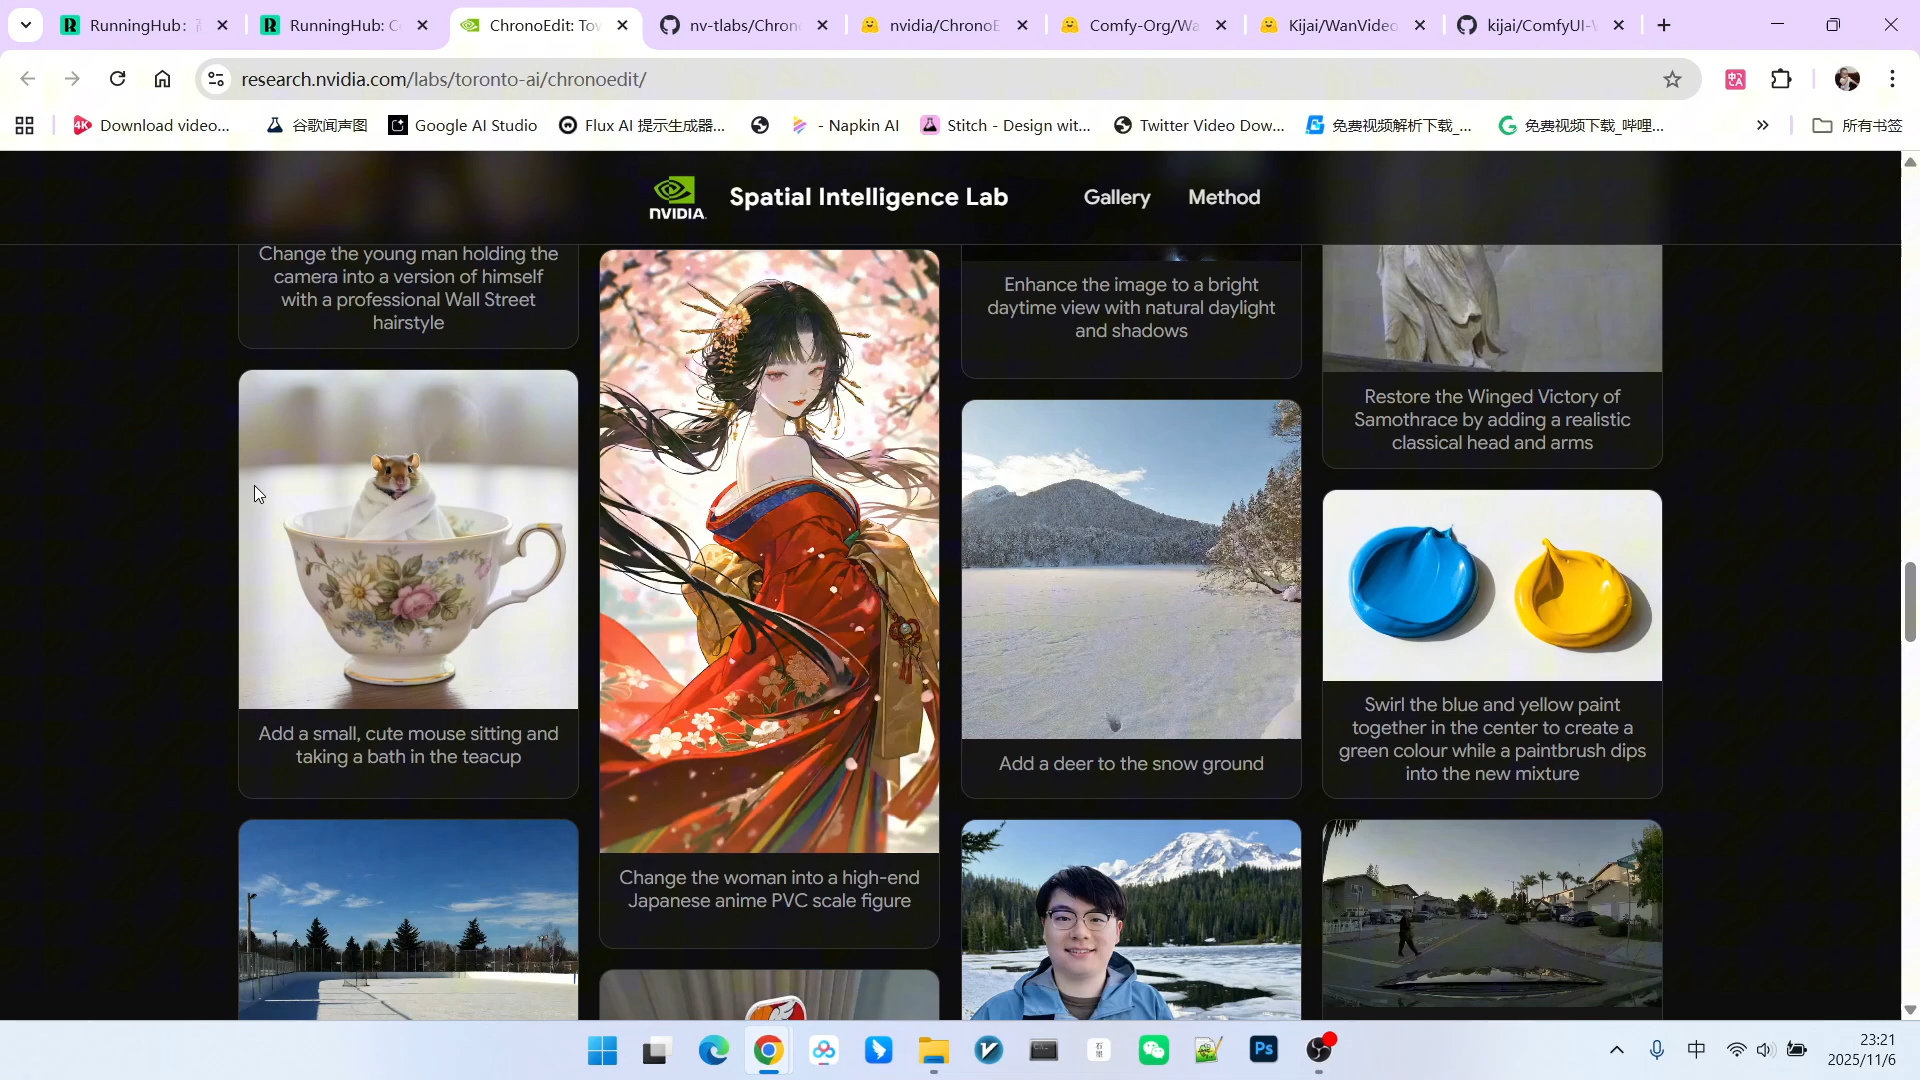 RunningHub:
RunningHub: C
ChronoEdit: Tow
nv-tlabs/Chron
nvidia/ChronoE
Comfy-Org/Wa
Kijai/WanVideo
kijai/ComfyUI-V
research.nvidia.com/labs/toronto-ai/chronoedit/
Download video...
谷歌闻声图
Google AI Studio
Flux AI 提示生成器...
- Napkin AI
Stitch - Design wit...
Twitter Video Dow...
免费视频解析下载_...
免费视频下载_哔哩...
所有书签
NVIDIA.
Spatial Intelligence Lab
Gallery
Method
Change the young man holding the
camera into a version of himself
with a professional Wall Street
hairstyle
Add a small, cute mouse sitting and
taking a bath in the teacup
Change the woman into a high-end
Japanese anime PVC scale figure
Enhance the image to a bright
daytime view with natural daylight
and shadows
Add a deer to the snow ground
Restore the Winged Victory of
Samothrace by adding a realistic
classical head and arms
Swirl the blue and yellow paint
together in the center to create a
green colour while a paintbrush dips
into the new mixture
Ps
中
23:21
2025/11/6